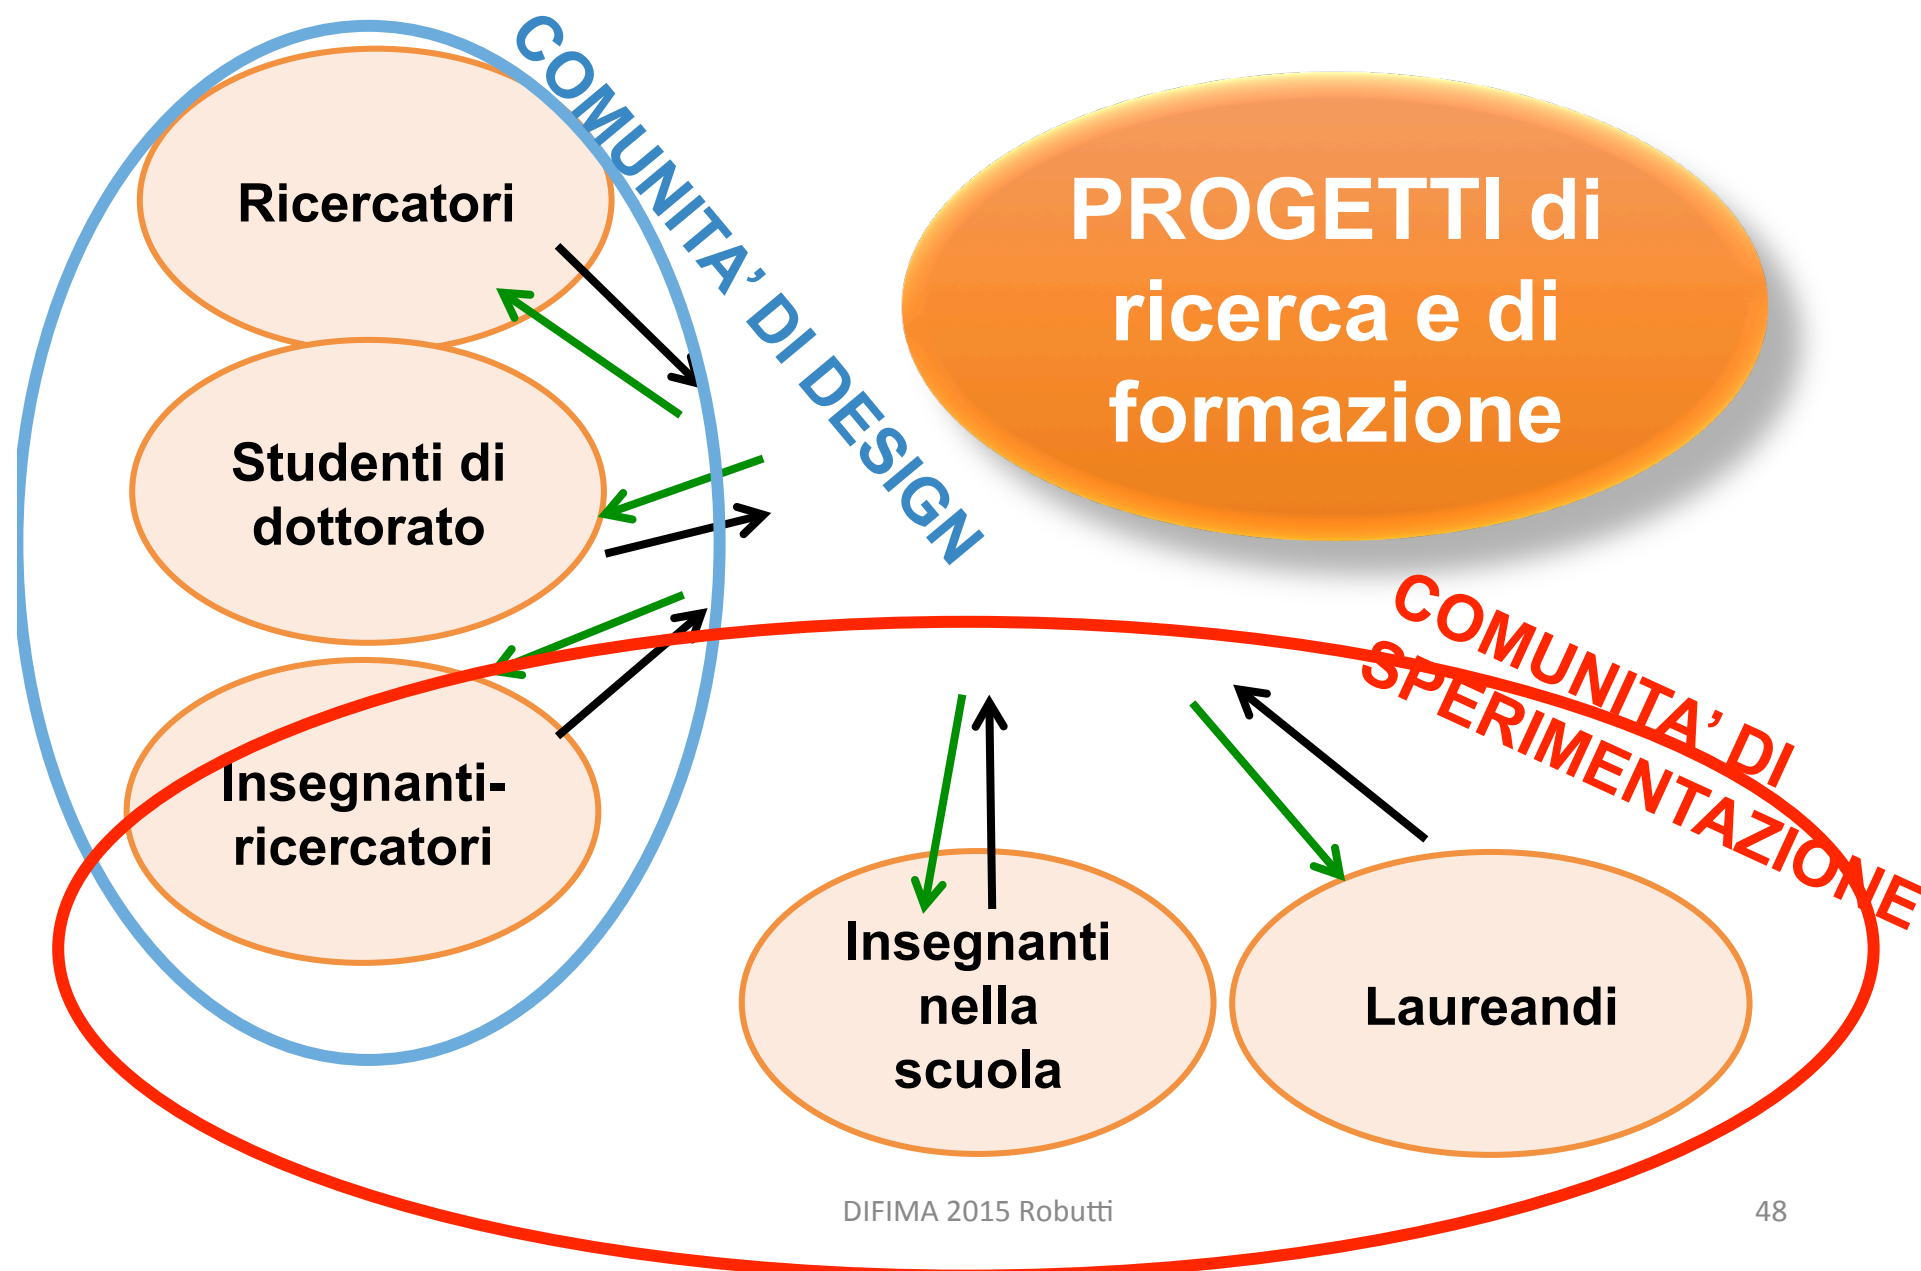 COMUNITA’ DI DESIGN
Ricercatori
PROGETTI di
ricerca e di
formazione
Studenti di
dottorato
COMUNITA’ DI
SPERIMENTAZIONE
Insegnanti-
ricercatori
Insegnanti
nella
scuola
Laureandi
DIFIMA 2015 Robutti
48